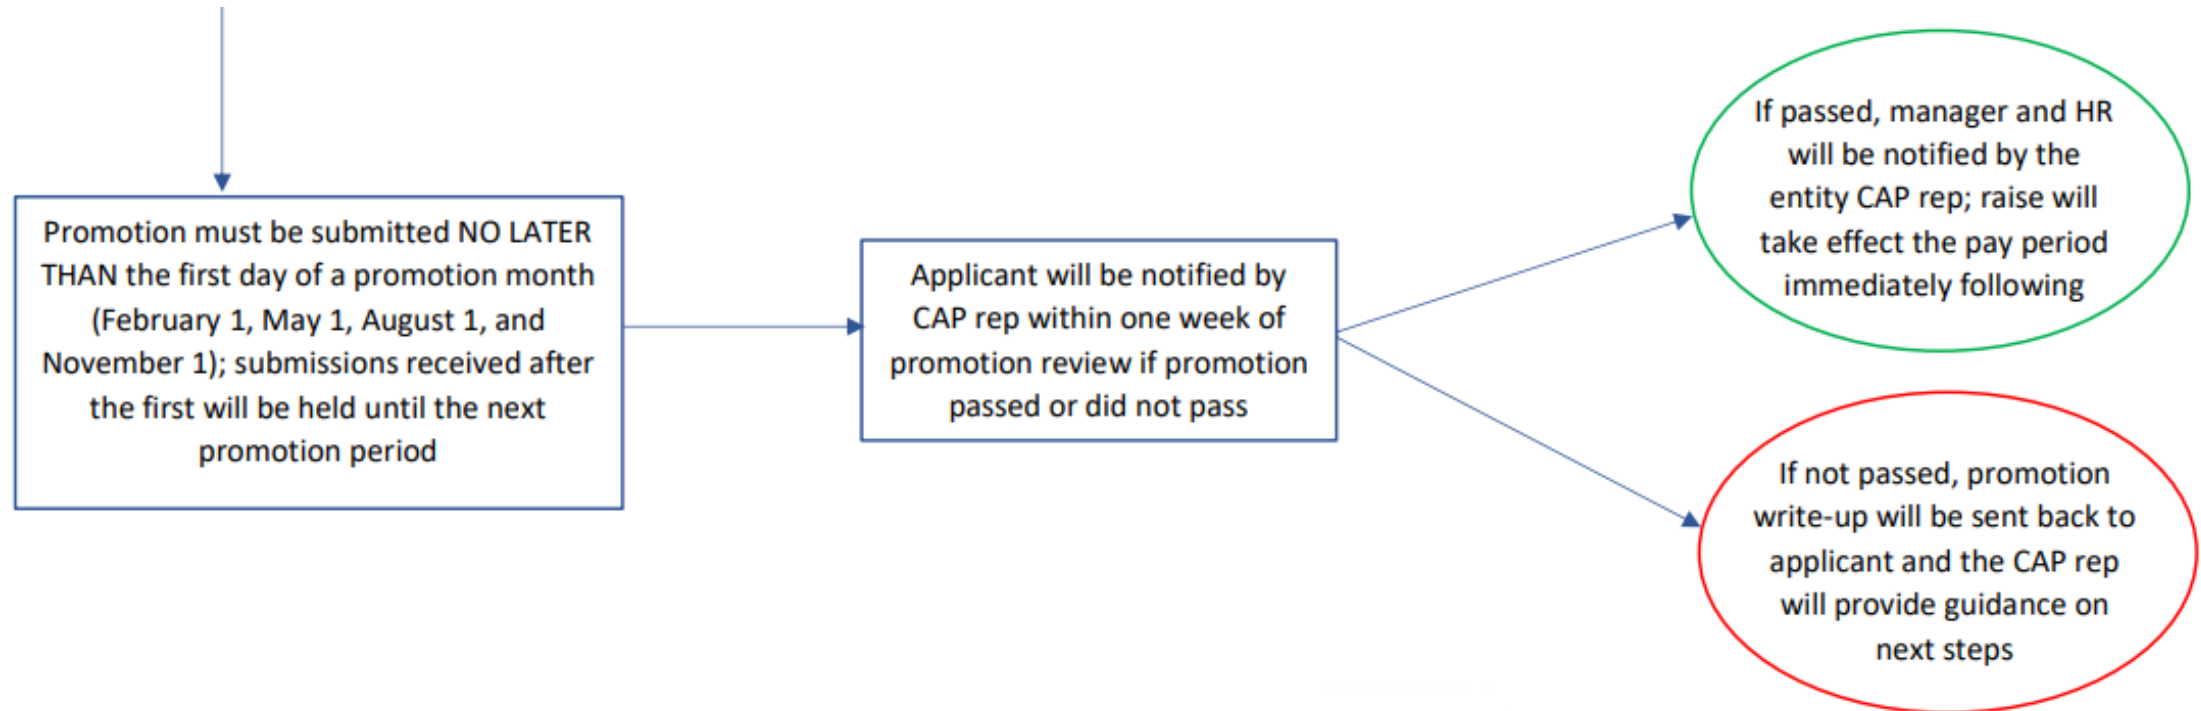 Promotion must be submitted NO LATER
THAN the first day of a promotion month
(February 1, May 1, August 1, and
November 1); submissions received after
the first will be held until the next
promotion period
Applicant will be notified by
CAP rep within one week of
promotion review if promotion
passed or did not pass
If passed, manager and HR
will be notified by the
entity CAP rep; raise will
take effect the pay period
immediately following
If not passed, promotion
write-up will be sent back to
applicant and the CAP rep
will provide guidance on
next steps